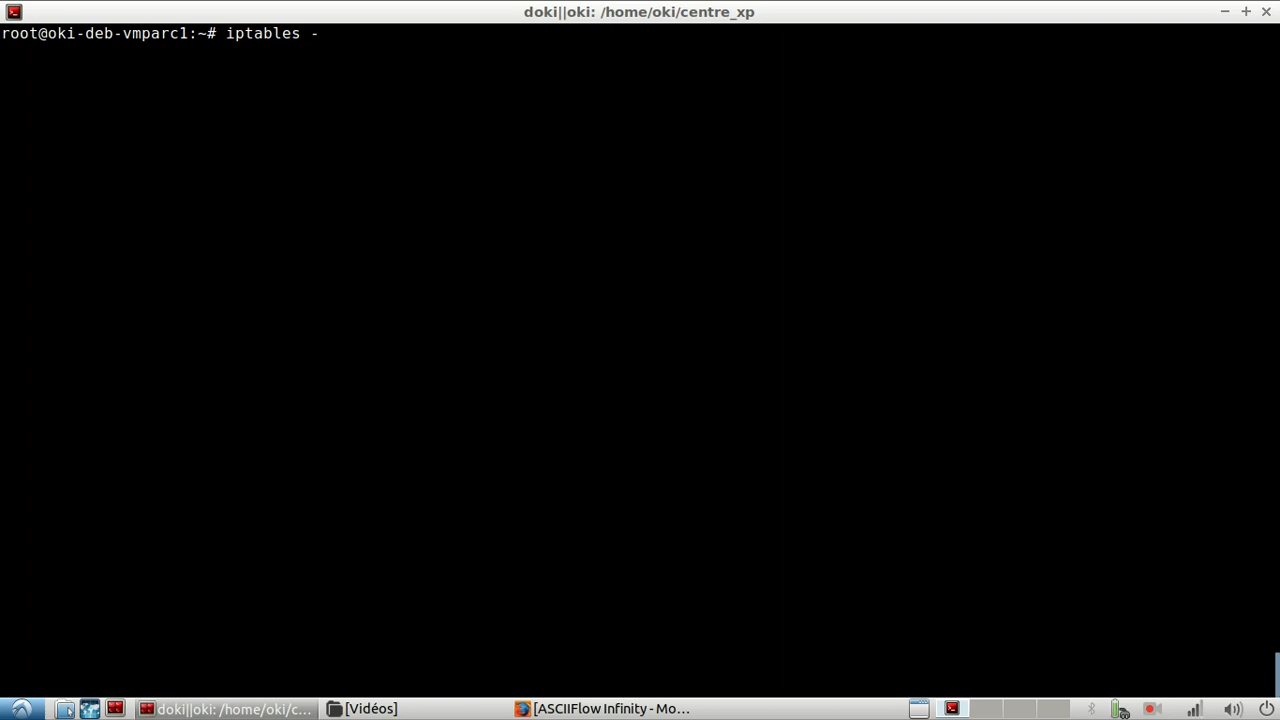 doki||oki: /home/oki/centre_xp
root@oki-deb-vmparc1:~# iptables -
doki||oki: /home/oki/c...
[Vidéos]
[ASCIIFlow Infinity - Mo...